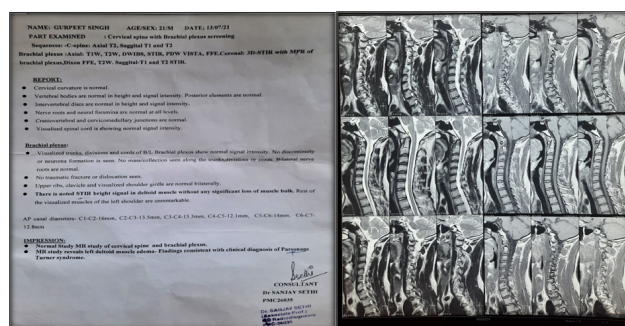 NAME: GURPEET SINGH AGE/SEX: 21/M DATE: 13/07/21
PART EXAMINED : Cervical spine with Brachial plexus screening
Sequences: -C-spine: Axial T2, Saggital T1 and T2
Brachial plexus :Axial: T1W, T2W, DWIBS, STIR, PDW VISTA, FFE,Coronal: 3D-STIR with MPR of
brachial plexus,Dixon FFE, T2W. Saggital-T1 and T2 STIR.
REPORT:
Cervical curvature is normal.
Vertebral bodies are normal in height and signal intensity. Posterior elements are normal.
Intervertebral discs are normal in height and signal intensity.
Nerve roots and neural foramina are normal at all levels.
Craniovertebral and cervicomedullary junctions are normal.
Visualized spinal cord is showing normal signal intensity.
Brachial plexus:
Visualized trunks, divisions and cords of B/L Brachial plexus show normal signal intensity. No discontinuity
or neuroma formation is seen. No mass/collection seen along the trunks/divisions or cords. Bilateral nerve
roots are normal.
No traumatic fracture or dislocation seen.
Upper ribs, clavicle and visualized shoulder girdle are normal bilaterally.
There is noted STIR bright signal in deltoid muscle without any significant loss of muscle bulk. Rest of
the visualized muscles of the left shoulder are unremarkable.
AP canal diameters- C1-C2-16mm, C2-C3-13.5mm, C3-C4-13.3mm, C4-C5-12.1mm, C5-C6-14mm, C6-C7-
12.8mm
IMPRESSION:
Normal Study MR study of cervical spine and brachial plexus.
MR study reveals left deltoid muscle edema- Findings consistent with clinical diagnosis of Parsonage
Turner syndrome.
CONSULTANT
Dr SANJAY SETHI
PMC26035
Dr. SANJAY SETHI
(Associate Prof.)